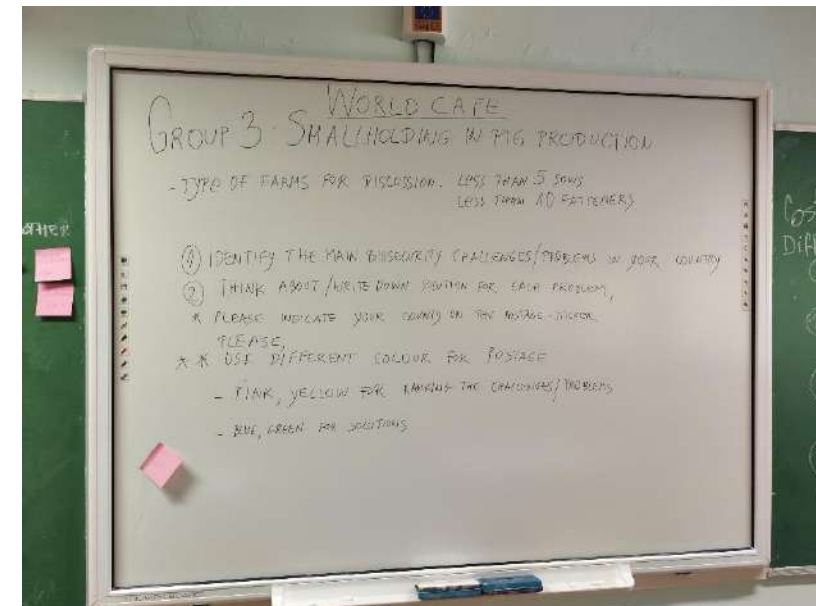 WORLD CAFE
GROUP 3: SMALLHOLDING IN PIG PRODUCTION
- TYPE OF FARMS FOR DISCUSSION. LESS THAN 5 SOWS
LESS THAN 10 FATTENERS
① IDENTIFY THE MAIN BIOSECURITY CHALLENGES/PROBLEMS IN YOUR COUNTRY
② THINK ABOUT/WRITE DOWN SOLUTION FOR EACH PROBLEM,
* PLEASE INDICATE YOUR COUNTRY ON THE POSTAGE-STICKER
PLEASE,
* * USE DIFFERENT COLOUR FOR POSTAGE
- PINK, YELLOW FOR RANKING THE CHALLENGES/PROBLEMS
- BLUE, GREEN FOR SOLUTIONS
OTHER